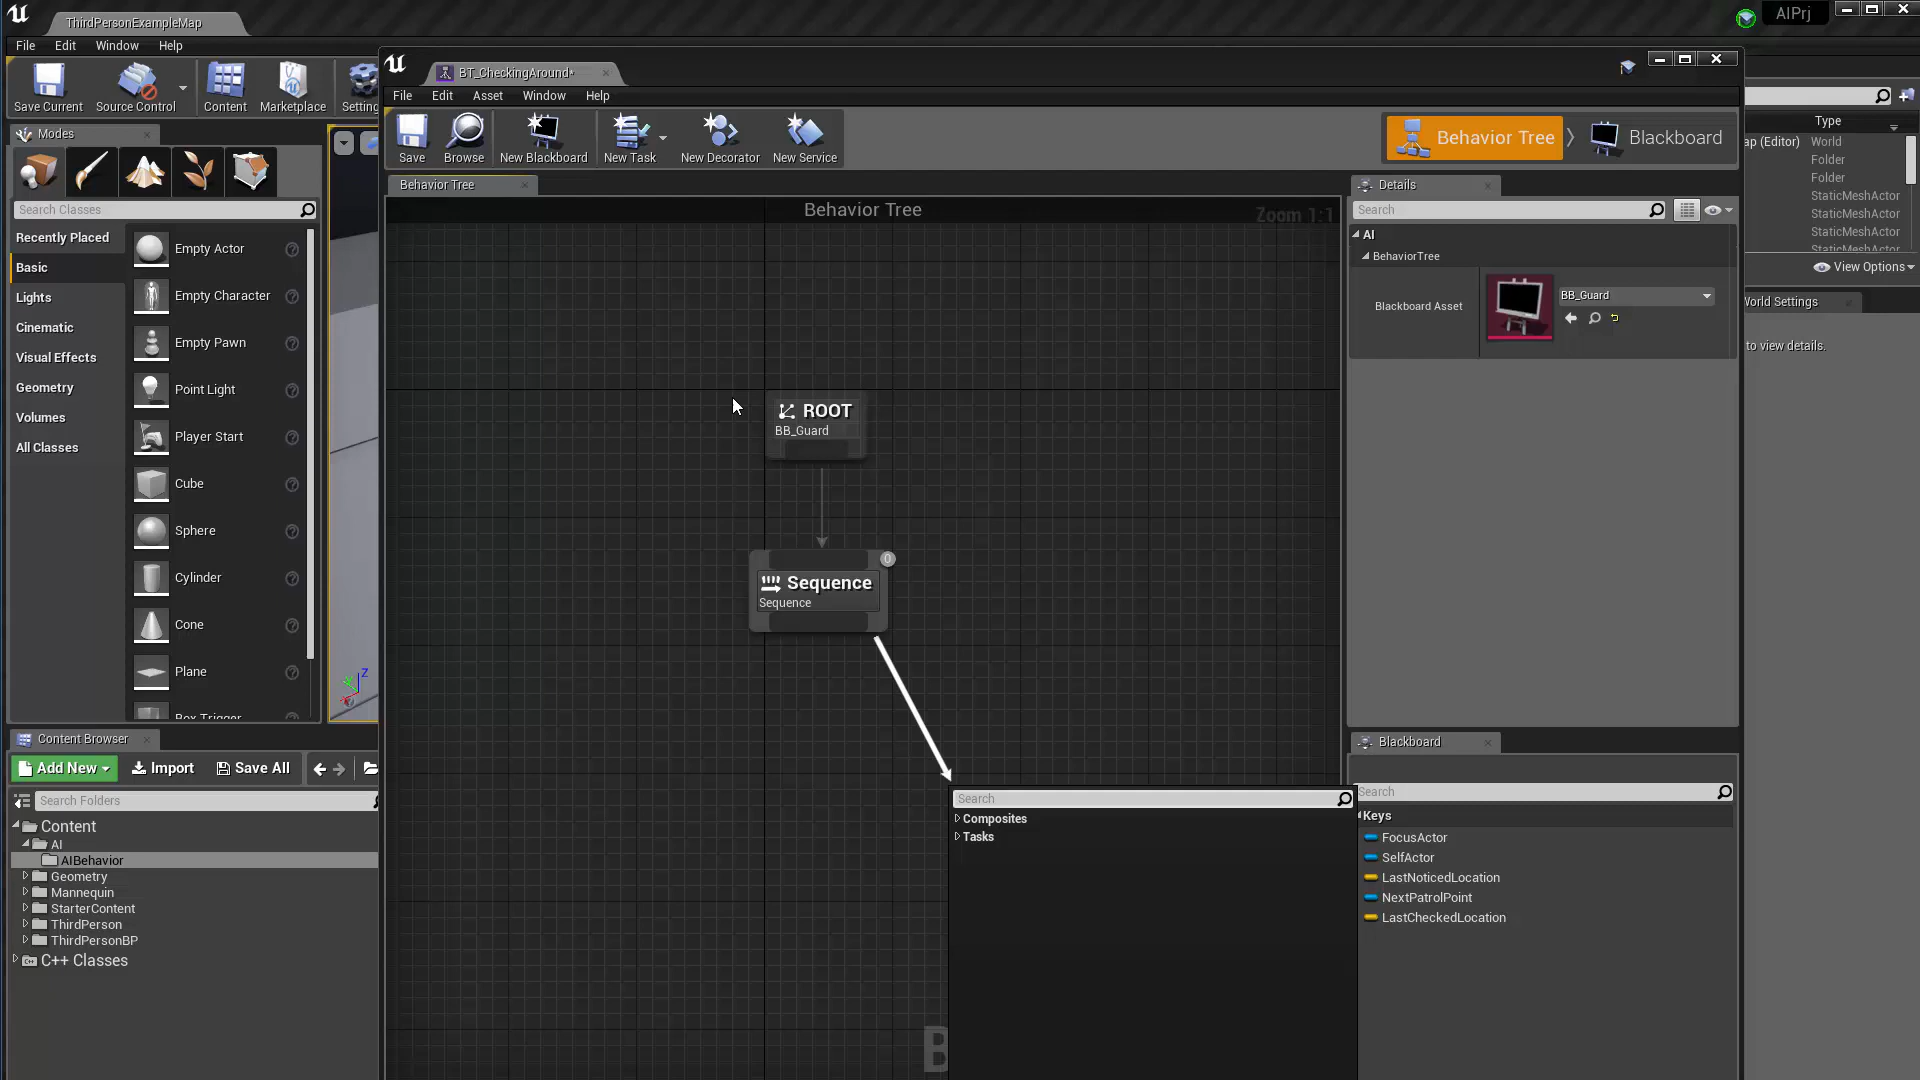 ThirdPersonExampleMap
AIPrj
File Edit Window Help
Save Current Source Control Content Marketplace
Modes
Search Classes
Recently Placed
Basic
Lights
Cinematic
Visual Effects
Geometry
Volumes
All Classes
Empty Actor
Empty Character
Empty Pawn
Point Light
Player Start
Cube
Sphere
Cylinder
Cone
Plane
Box Trigger
Z
Content Browser
Add New Import Save All
Search Folders
Content
AI
AIBehavior
Geometry
Mannequin
StarterContent
ThirdPerson
ThirdPersonBP
C++ Classes
BT_CheckingAround*
File Edit Asset Window Help
Save Browse New Blackboard New Task New Decorator New Service
Behavior Tree Blackboard
Behavior Tree
Behavior Tree
Zoom 1:1
ROOT
BB_Guard
0
Sequence
Sequence
Search
Composites
Tasks
B
Details
Search
AI
BehaviorTree
Blackboard Asset
BB_Guard
Blackboard
Search
Keys
FocusActor
SelfActor
LastNoticedLocation
NextPatrolPoint
LastCheckedLocation
Type
(Editor) World
Folder
Folder
StaticMeshActor
StaticMeshActor
StaticMeshActor
StaticMeshActor
View Options
World Settings
to view details.